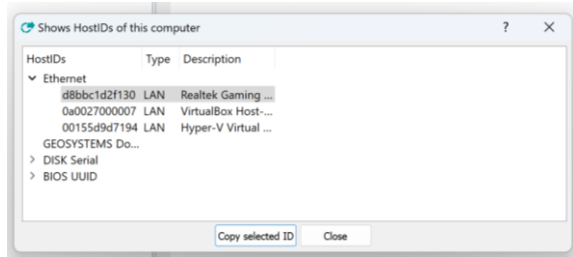 Shows HostIDs of this computer ? ×
HostIDs Type Description
Ethernet
d8bbc1d2f130 LAN Realtek Gaming ...
0a0027000007 LAN VirtualBox Host-...
00155d9d7194 LAN Hyper-V Virtual ...
GEOSYSTEMS Do...
DISK Serial
BIOS UUID
Copy selected ID Close